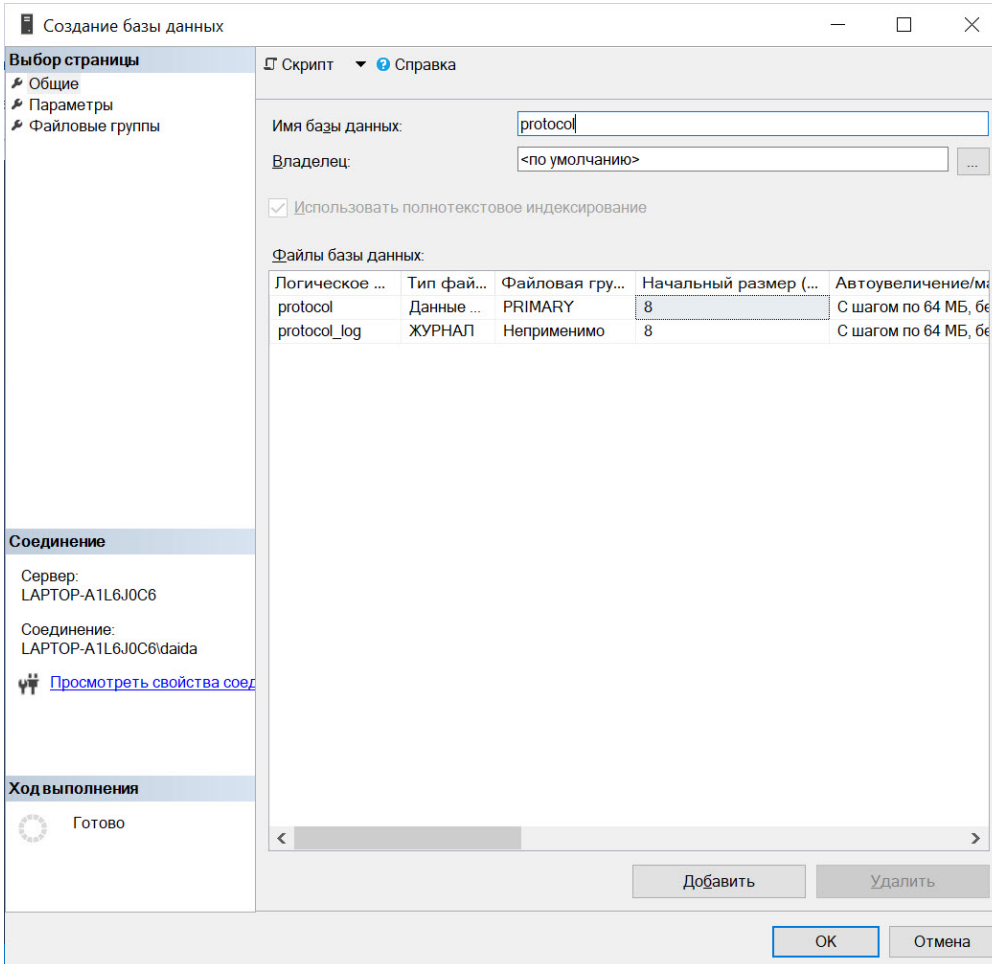 Создание базы данных
Выбор страницы
Общие
Параметры
Файловые группы
Скрипт
Справка
Имя базы данных:
protocol
Владелец:
<по умолчанию>
...
Использовать полнотекстовое индексирование
Файлы базы данных:
Логическое ... Тип фай... Файловая гру... Начальный размер (... Автоувеличение/ма
protocol Данные ... PRIMARY 8 С шагом по 64 МБ, бе
protocol_log ЖУРНАЛ Неприменимо 8 С шагом по 64 МБ, бе
Соединение
Сервер:
LAPTOP-A1L6J0C6
Соединение:
LAPTOP-A1L6J0C6\daida
Просмотреть свойства соед
Ход выполнения
Готово
Добавить
Удалить
ОК
Отмена